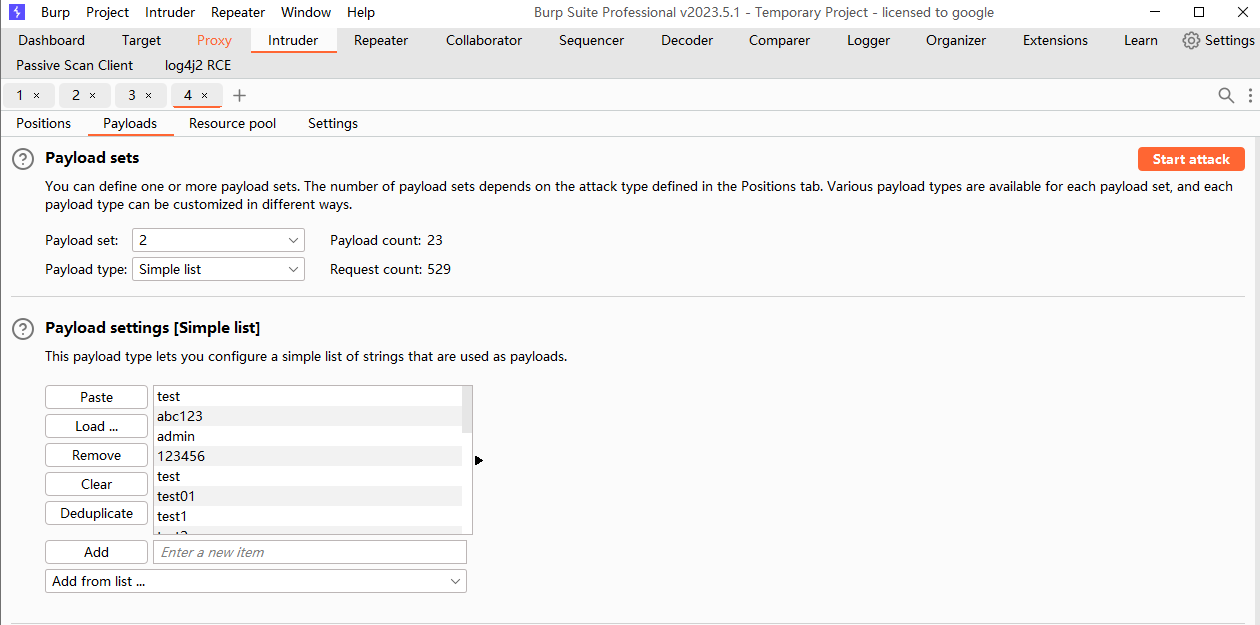 Burp Project Intruder Repeater Window Help Burp Suite Professional v2023.5.1 - Temporary Project - licensed to google
Dashboard Target Proxy Intruder Repeater Collaborator Sequencer Decoder Comparer Logger Organizer Extensions Learn Settings
Passive Scan Client log4j2 RCE
1 × 2 × 3 × 4 × +
Positions Payloads Resource pool Settings
? Payload sets Start attack
You can define one or more payload sets. The number of payload sets depends on the attack type defined in the Positions tab. Various payload types are available for each payload set, and each
payload type can be customized in different ways.
Payload set: 2 Payload count: 23
Payload type: Simple list Request count: 529
? Payload settings [Simple list]
This payload type lets you configure a simple list of strings that are used as payloads.
Paste test
abc123
Load ...
admin
Remove 123456
test
Clear
test01
Deduplicate test1
Add Enter a new item
Add from list ...